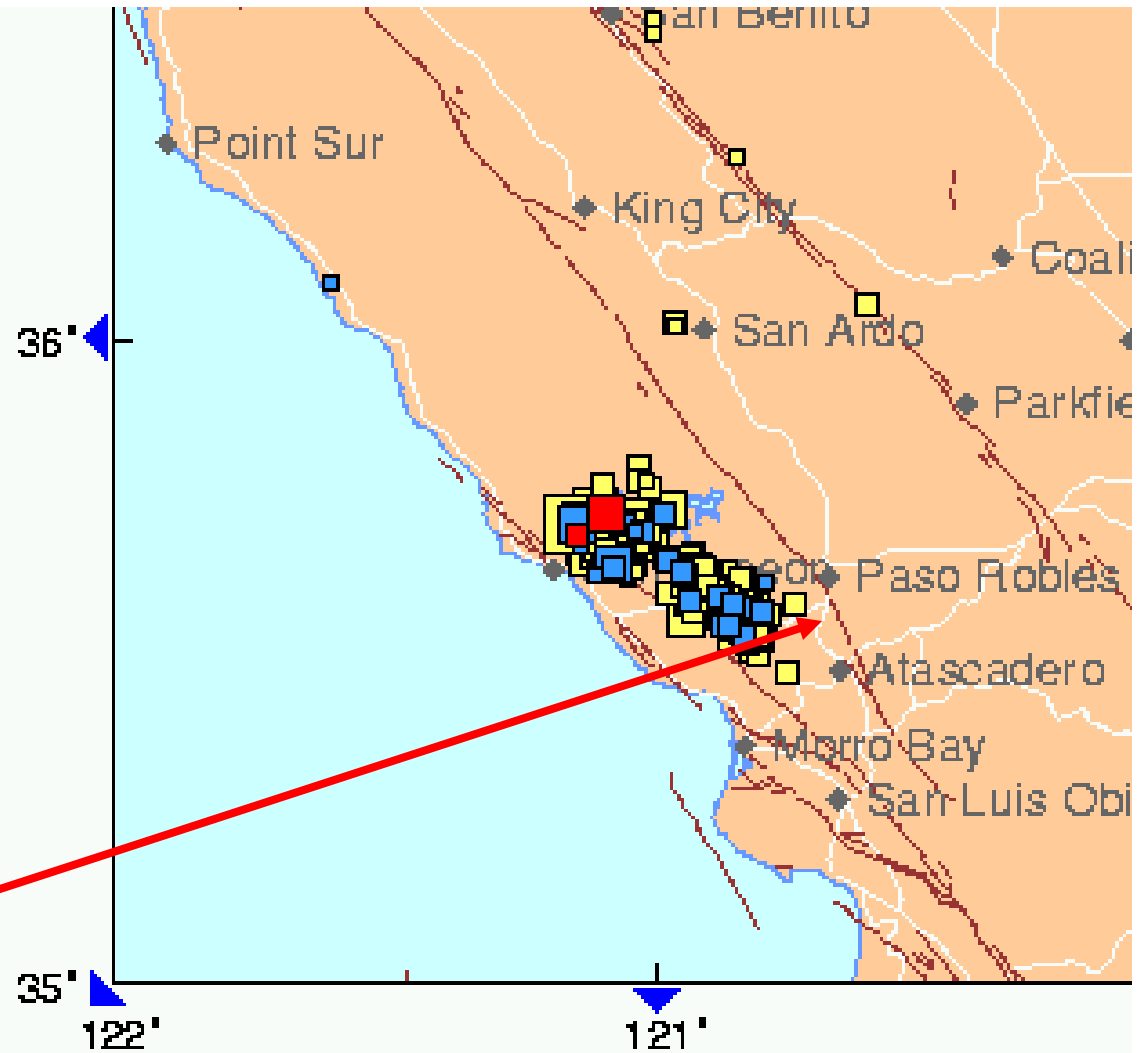 San Benito
Point Sur
King City
Coali
San Ardo
36°
Parkfie
eon
Paso Robles
Atascadero
Morro Bay
San Luis Obi
35°
122°
121°